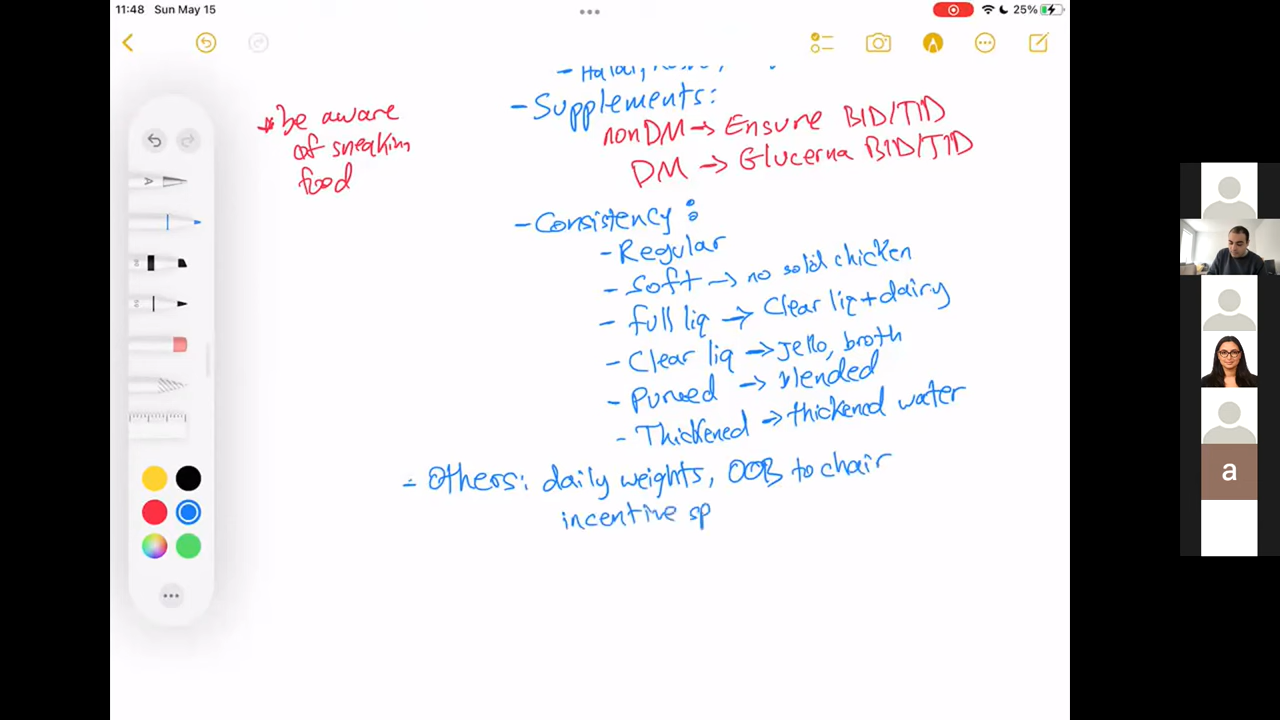 11:48 Sun May 15
25%
- Halal,
- Supplements:
nonDM → Ensure BID/TID
DM → Glucerna BID/TID
* be aware
of sneaking
food
- Consistency:
- Regular
- Soft → no solid chicken
- full liq → Clear liq + dairy
- Clear liq → Jello, broth
- Pureed → blended
- Thickened → thickened water
- Others: daily weights, OOB to chair
incentive sp
a